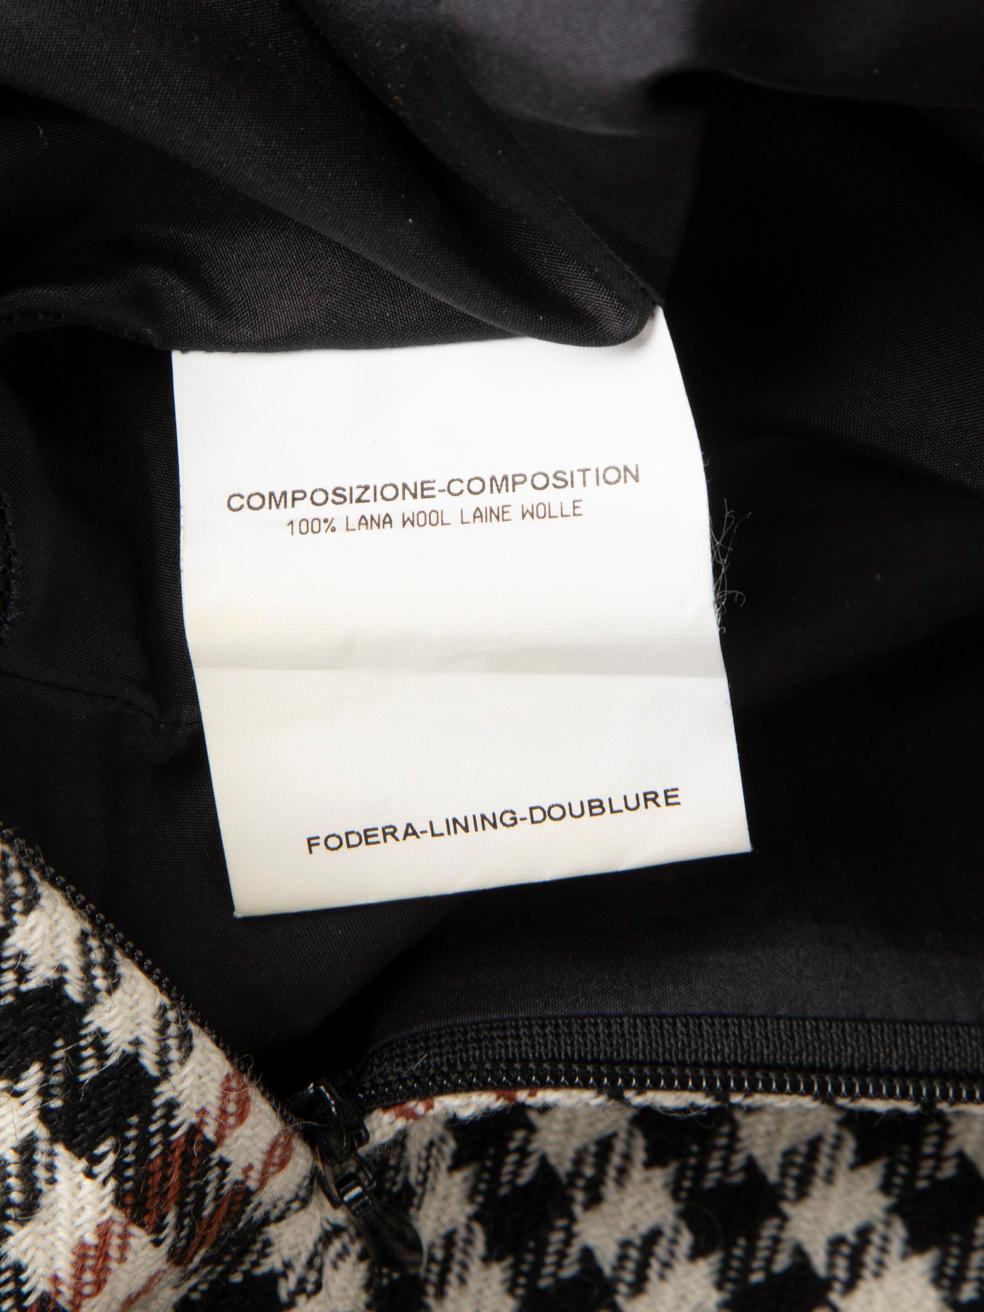 COMPOSIZIONE-COMPOSITION
100% LANA WOOL LAINE WOLLE
FODERA-LINING-DOUBLURE